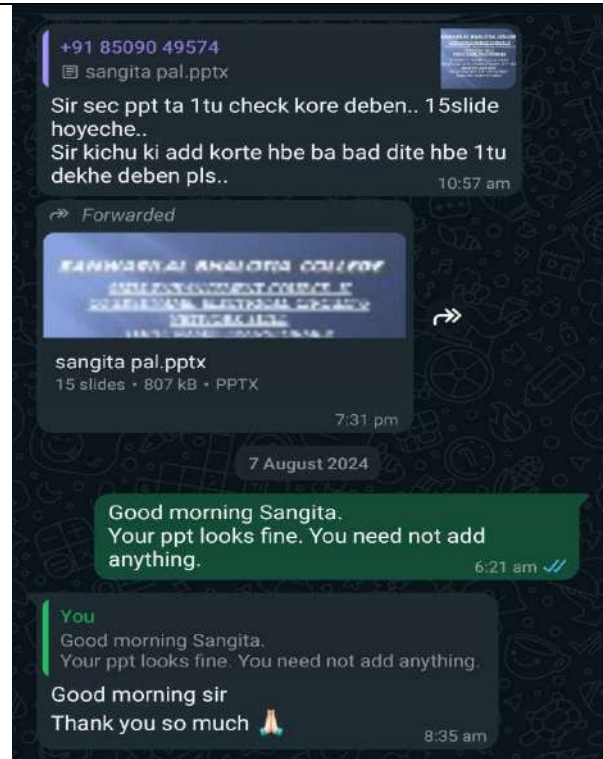 +91 85090 49574
sangita pal.pptx
Sir sec ppt ta 1tu check kore deben.. 15slide
hoyeche..
Sir kichu ki add korte hbe ba bad dite hbe 1tu
dekhe deben pls..
10:57 am
Forwarded
COLLEGE
sangita pal.pptx
15 slides • 807 kB • PPTX
7:31 pm
7 August 2024
Good morning Sangita.
Your ppt looks fine. You need not add
anything.
6:21 am
You
Good morning Sangita.
Your ppt looks fine. You need not add anything.
Good morning sir
Thank you so much 🙏🏻
8:35 am